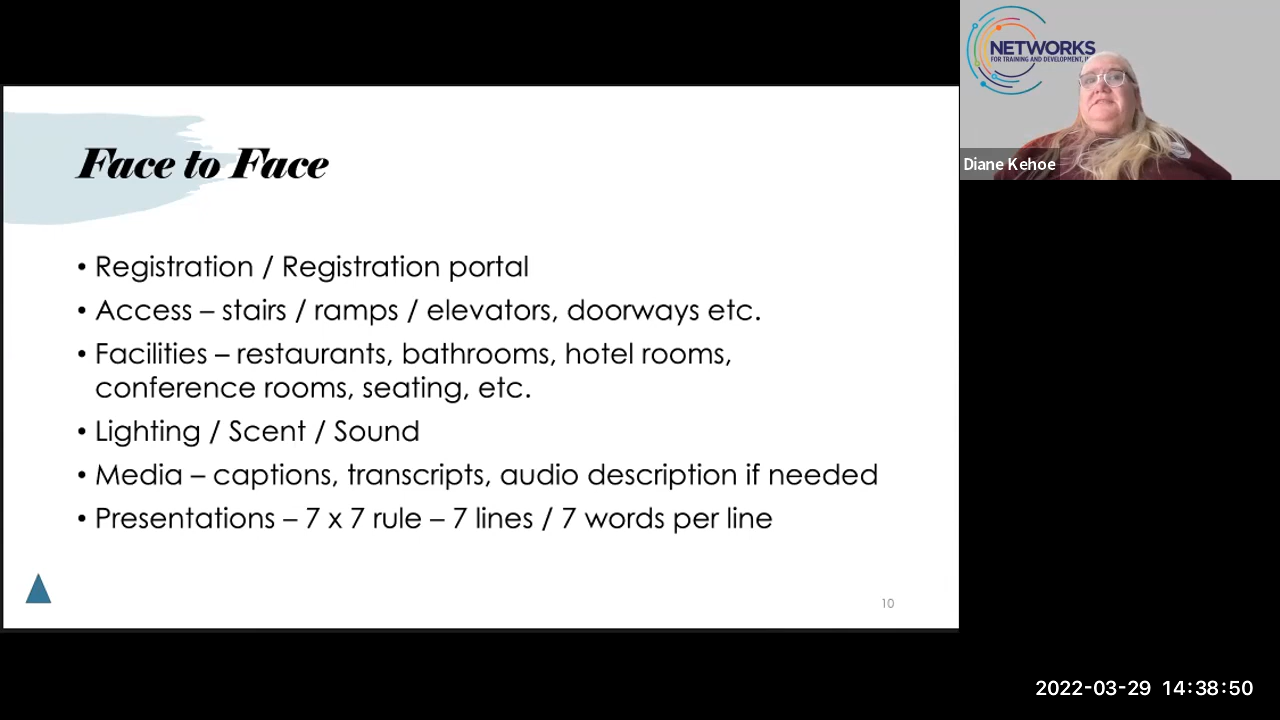 Face to Face
• Registration / Registration portal
• Access – stairs / ramps / elevators, doorways etc.
• Facilities – restaurants, bathrooms, hotel rooms,
conference rooms, seating, etc.
• Lighting / Scent / Sound
• Media – captions, transcripts, audio description if needed
• Presentations – 7 x 7 rule – 7 lines / 7 words per line
10
NETWORKS
FOR TRAINING AND DEVELOPMENT,
Diane Kehoe
2022-03-29 14:38:50